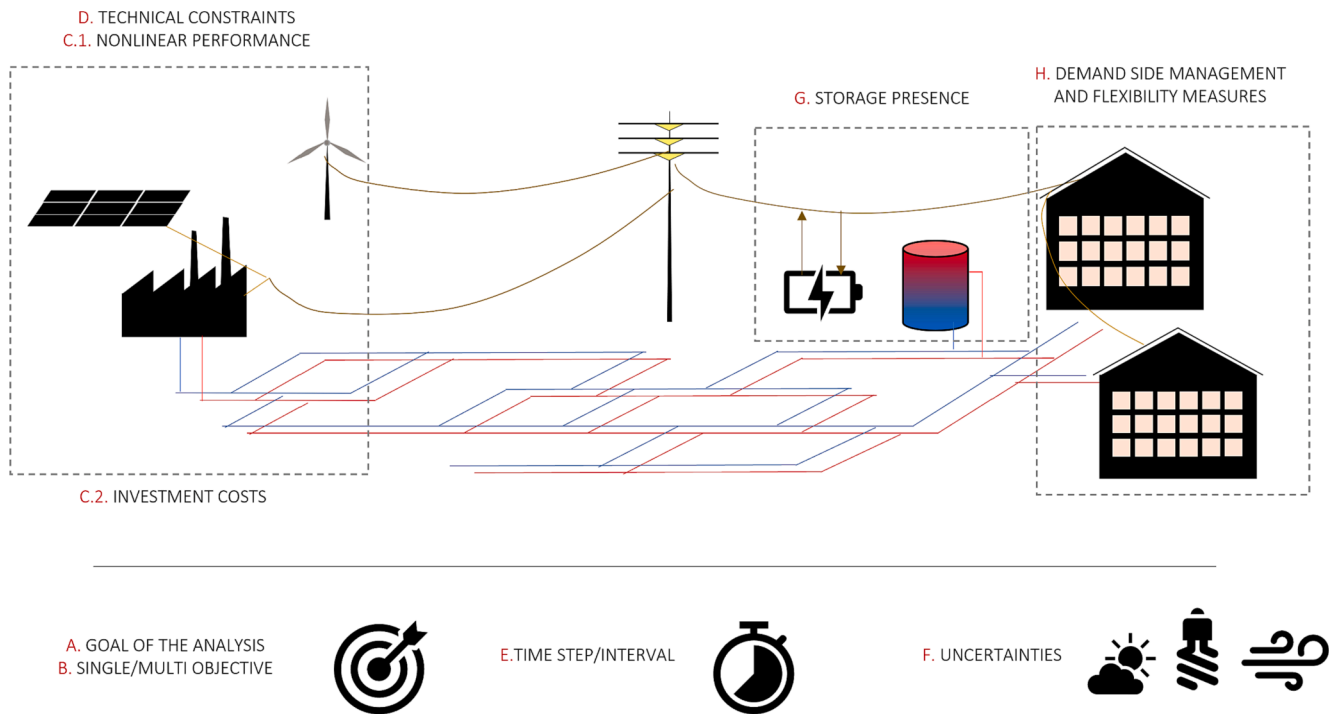 D. TECHNICAL CONSTRAINTS
C.1. NONLINEAR PERFORMANCE
H. DEMAND SIDE MANAGEMENT
AND FLEXIBILITY MEASURES
G. STORAGE PRESENCE
C.2. INVESTMENT COSTS
A. GOAL OF THE ANALYSIS
B. SINGLE/MULTI OBJECTIVE
E.TIME STEP/INTERVAL
F. UNCERTAINTIES